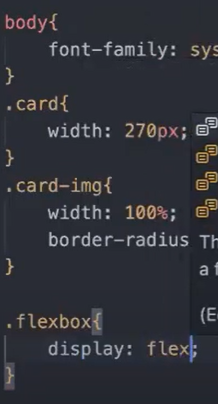 body{
font-family: sys
}
.card{
width: 270px;
}
.card-img{
width: 100%;
border-radius
Th
}
a f
.flexbox{
(E
display: flex;
}